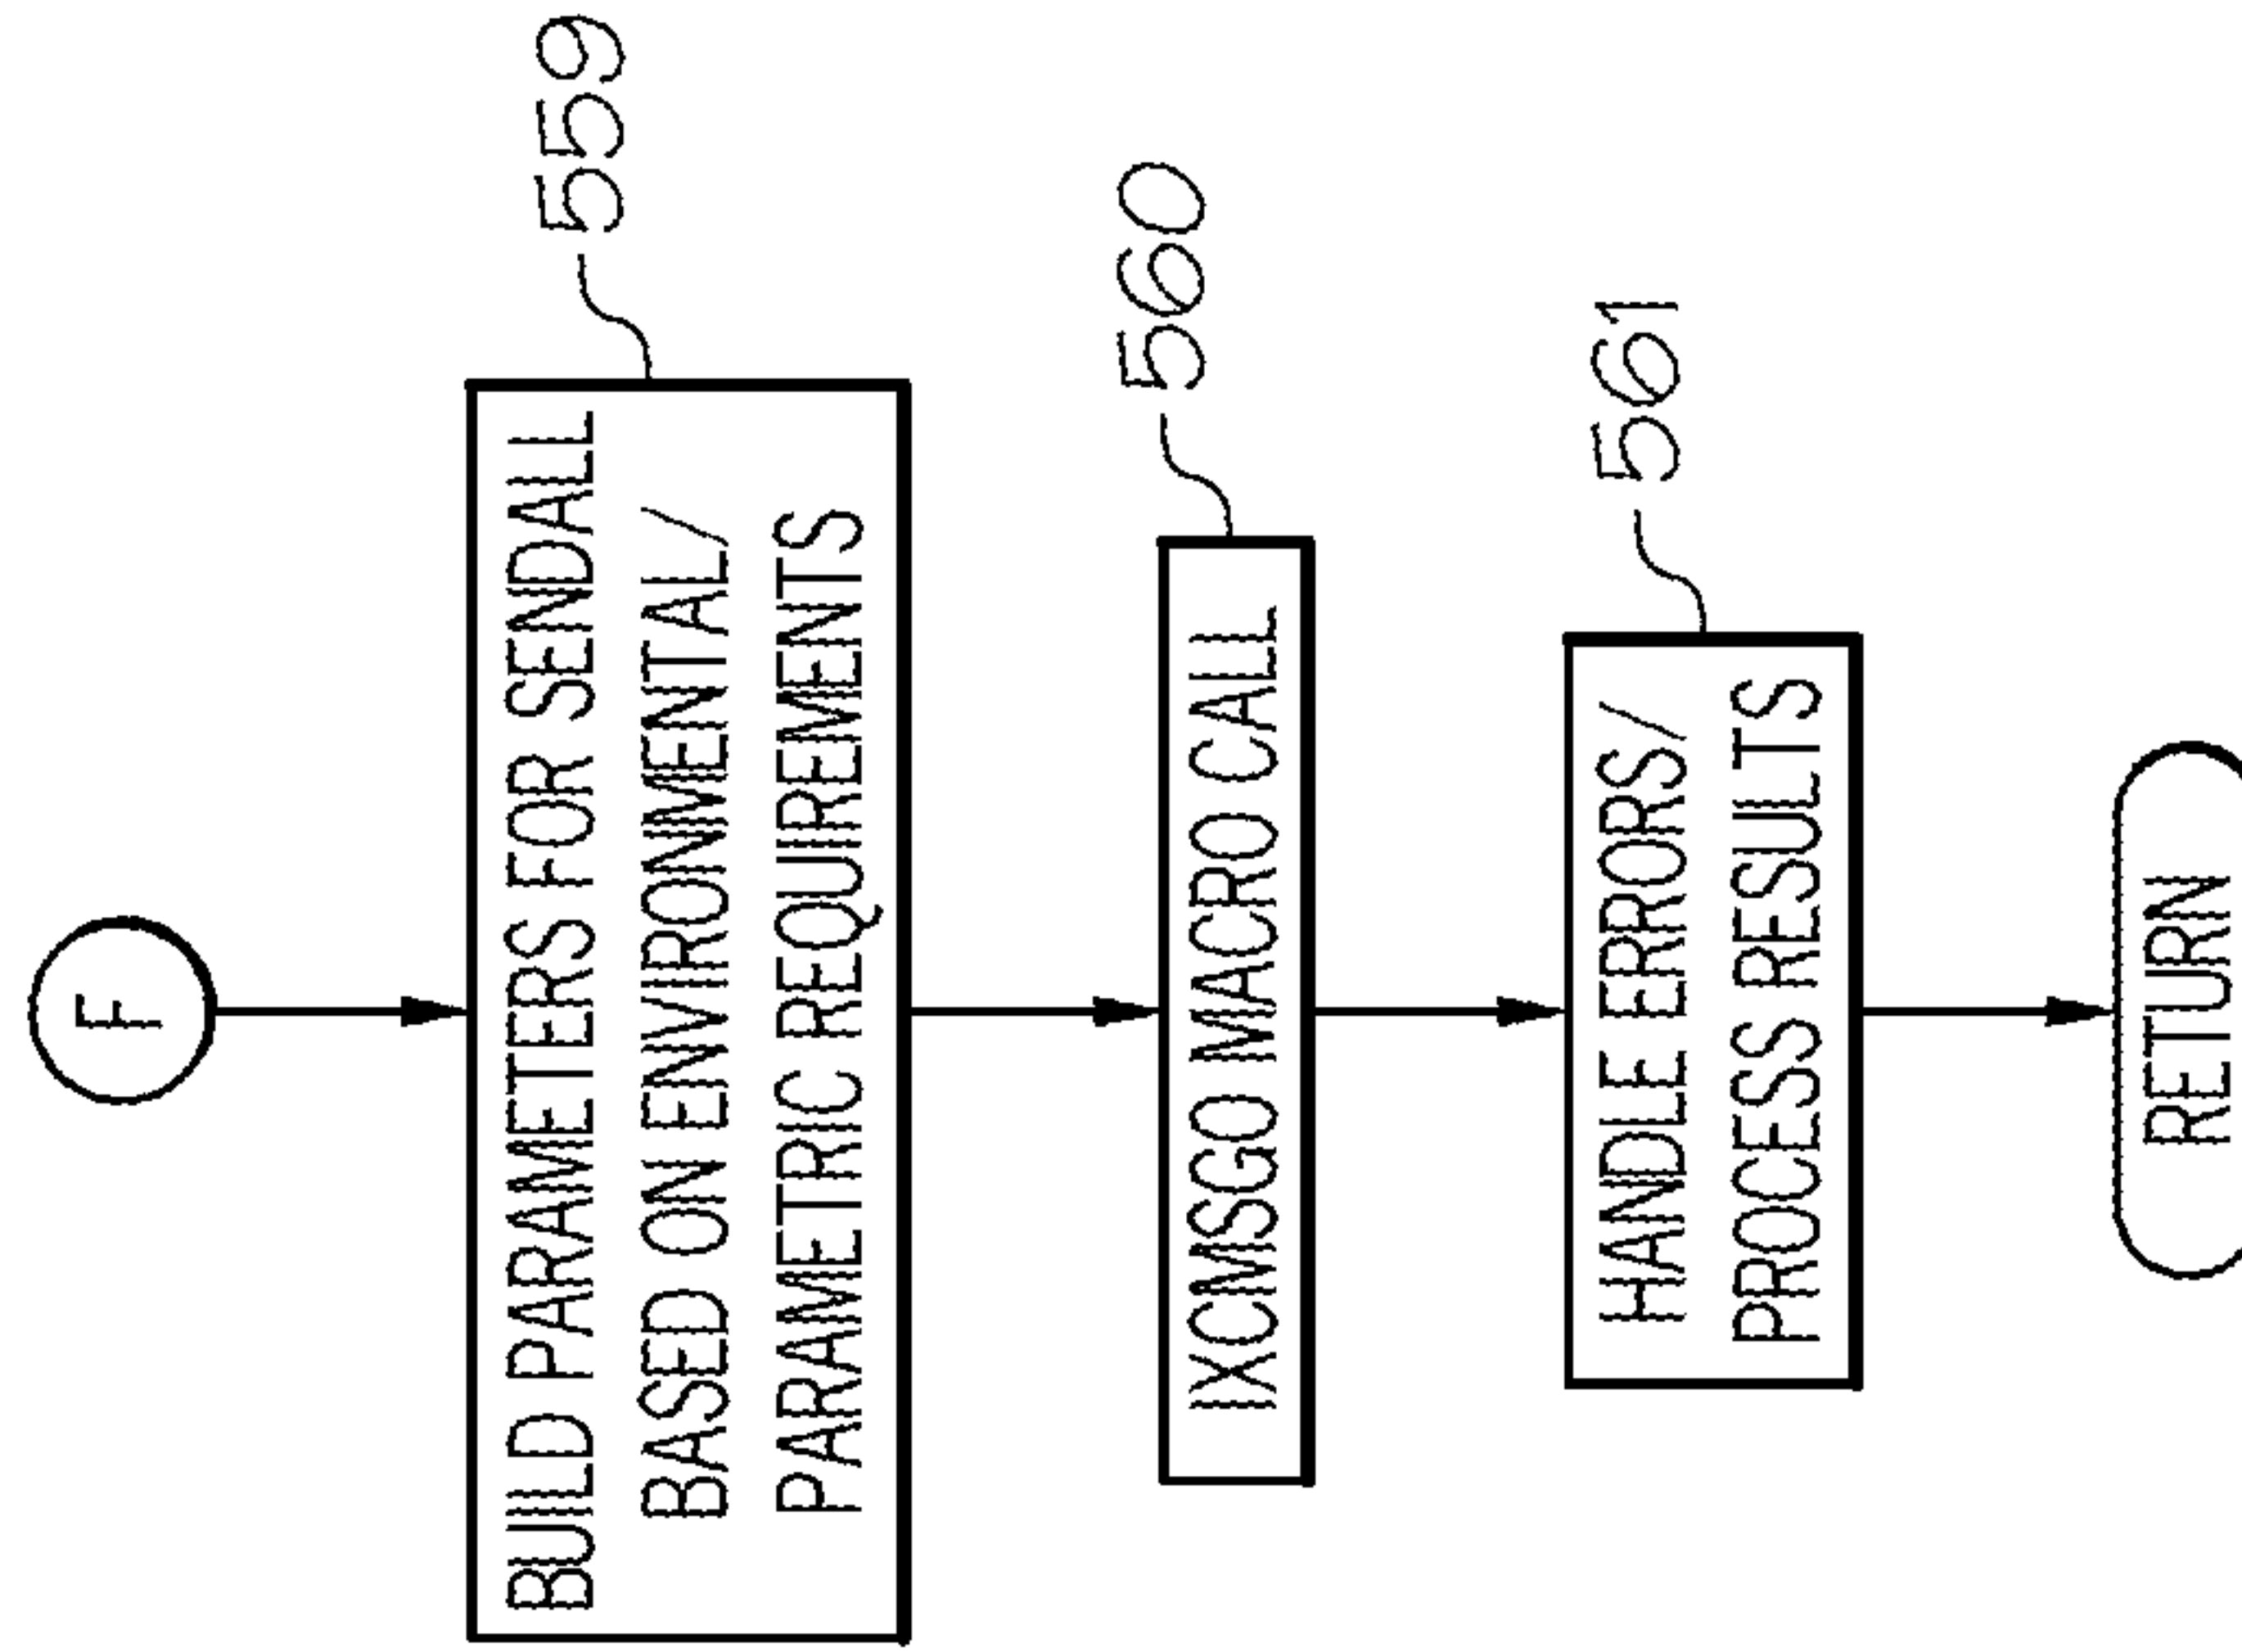 F
559
BUILD PARAMETERS FOR SENDALL
BASED ON ENVIRONMENTAL/
PARAMETRIC REQUIREMENTS
560
IXCMSGO MACRO CALL
561
HANDLE ERRORS/
PROCESS RESULTS
RETURN